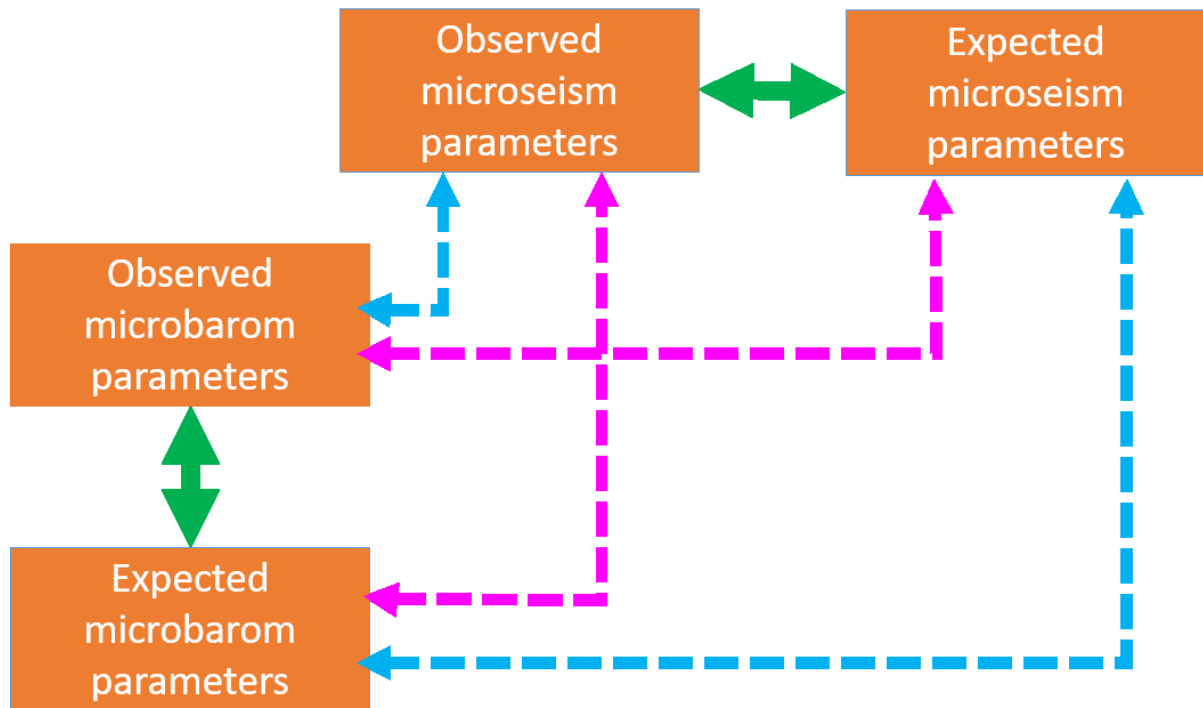 Observed
microseism
parameters
Expected
microseism
parameters
Observed
microbarom
parameters
Expected
microbarom
parameters